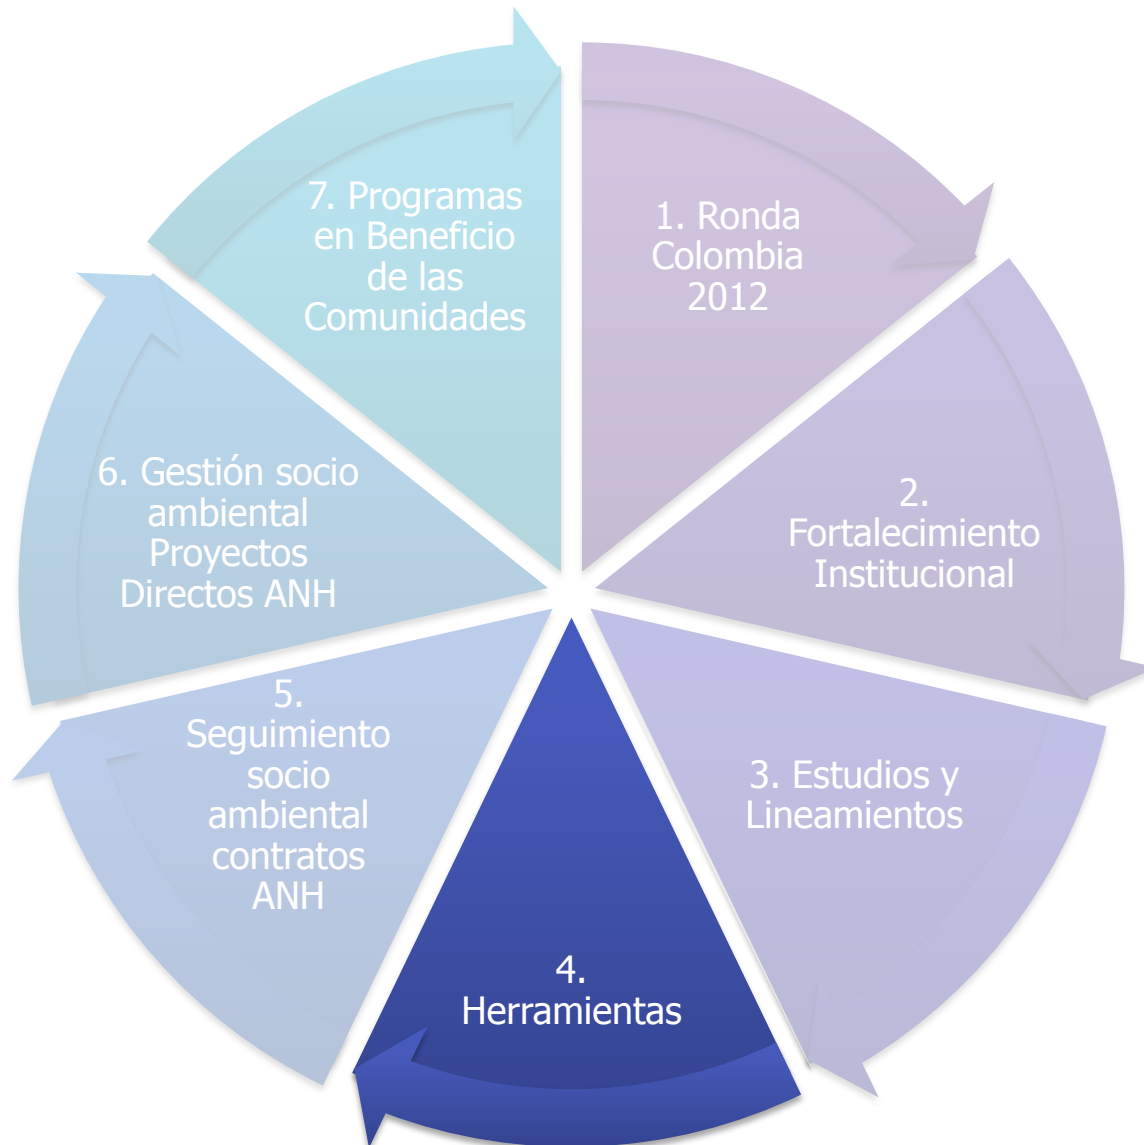 1. Ronda
Colombia
2012
2.
Fortalecimiento
Institucional
3. Estudios y
Lineamientos
4.
Herramientas
5.
Seguimiento
socio
ambiental
contratos
ANH
6. Gestión socio
ambiental
Proyectos
Directos ANH
7. Programas
en Beneficio
de las
Comunidades